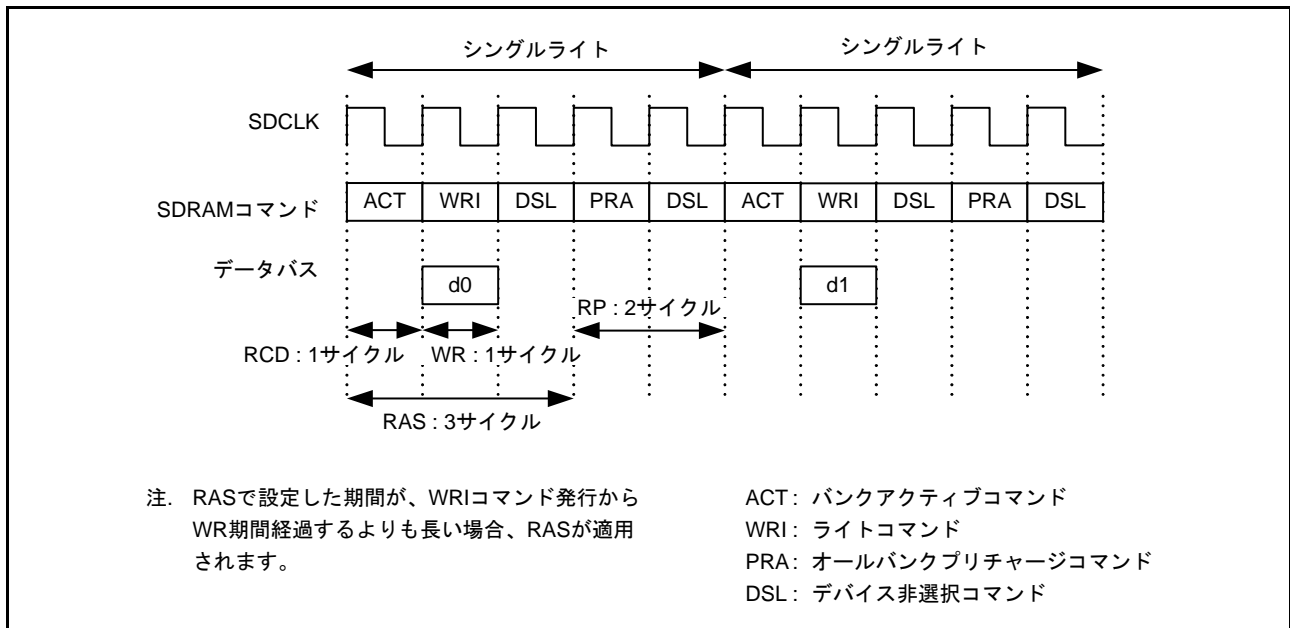 シングルライト シングルライト
SDCLK
SDRAMコマンド ACT WRI DSL PRA DSL ACT WRI DSL PRA DSL
データバス d0 d1
RP : 2サイクル
RCD : 1サイクル WR : 1サイクル
RAS : 3サイクル
注. RASで設定した期間が、WRIコマンド発行から
WR期間経過するよりも長い場合、RASが適用
されます。
ACT : バンクアクティブコマンド
WRI : ライトコマンド
PRA : オールバンクプリチャージコマンド
DSL : デバイス非選択コマンド